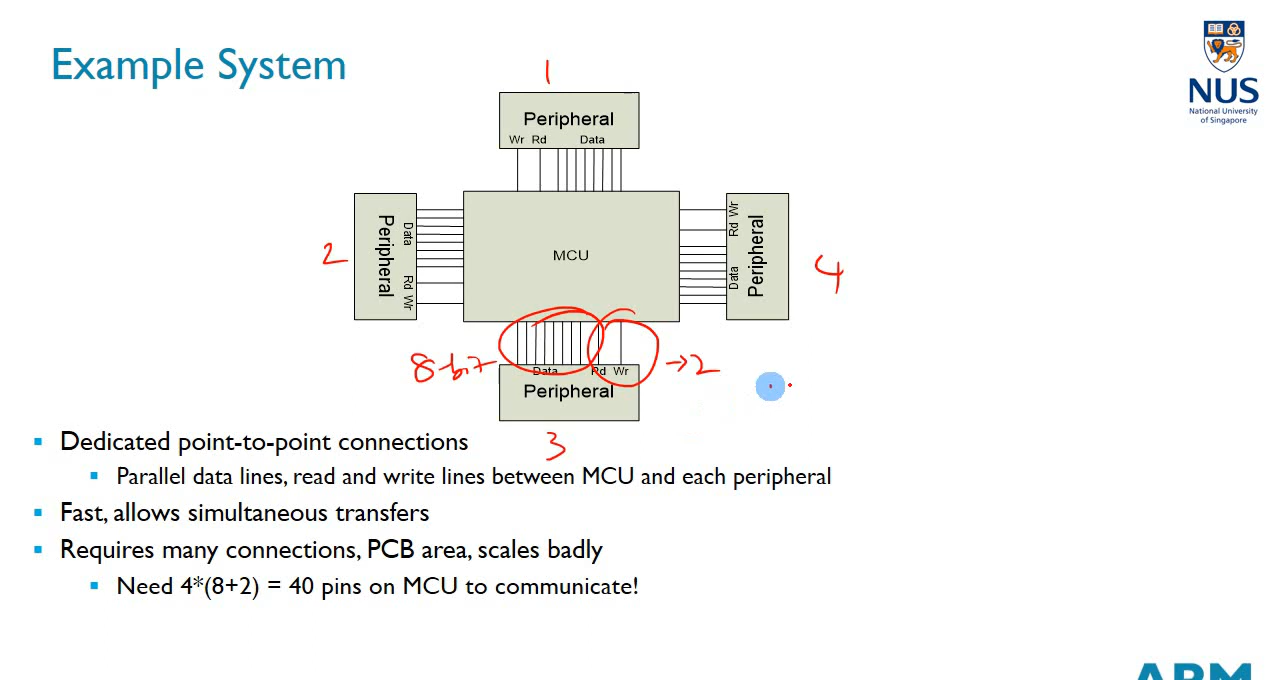 Example System
NUS
National University
of Singapore
1
Peripheral
Wr Rd Data
2
Peripheral
Data
Rd Wr
MCU
Rd Wr
Data
Peripheral
4
8-bit
Data Rd Wr
→2
Peripheral
3
Dedicated point-to-point connections
Parallel data lines, read and write lines between MCU and each peripheral
Fast, allows simultaneous transfers
Requires many connections, PCB area, scales badly
Need 4*(8+2) = 40 pins on MCU to communicate!
ARM